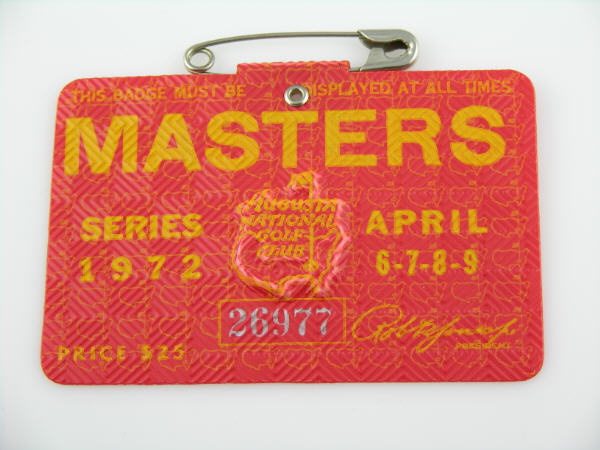 THIS BADGE MUST BE DISPLAYED AT ALL TIMES
MASTERS
SERIES
1972
AUGUSTA
NATIONAL
GOLF
CLUB
APRIL
6-7-8-9
26977
PRICE $25
PRESIDENT